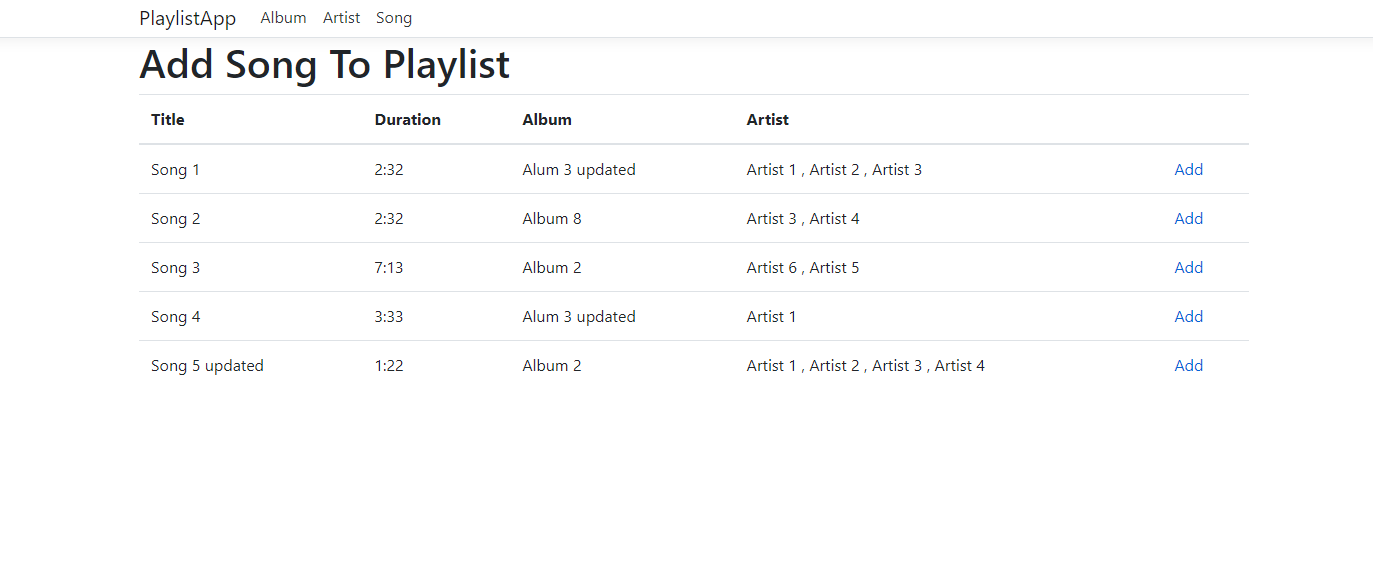 PlaylistApp Album Artist Song
Add Song To Playlist
Title Duration Album Artist
Song 1 2:32 Alum 3 updated Artist 1 , Artist 2 , Artist 3 Add
Song 2 2:32 Album 8 Artist 3 , Artist 4 Add
Song 3 7:13 Album 2 Artist 6 , Artist 5 Add
Song 4 3:33 Alum 3 updated Artist 1 Add
Song 5 updated 1:22 Album 2 Artist 1 , Artist 2 , Artist 3 , Artist 4 Add